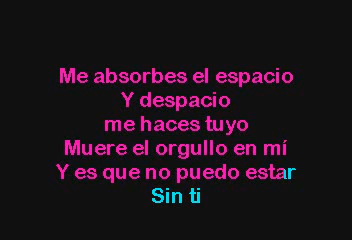 Me absorbes el espacio
Y despacio
me haces tuyo
Muere el orgullo en mí
Y es que no puedo estar
Sin ti